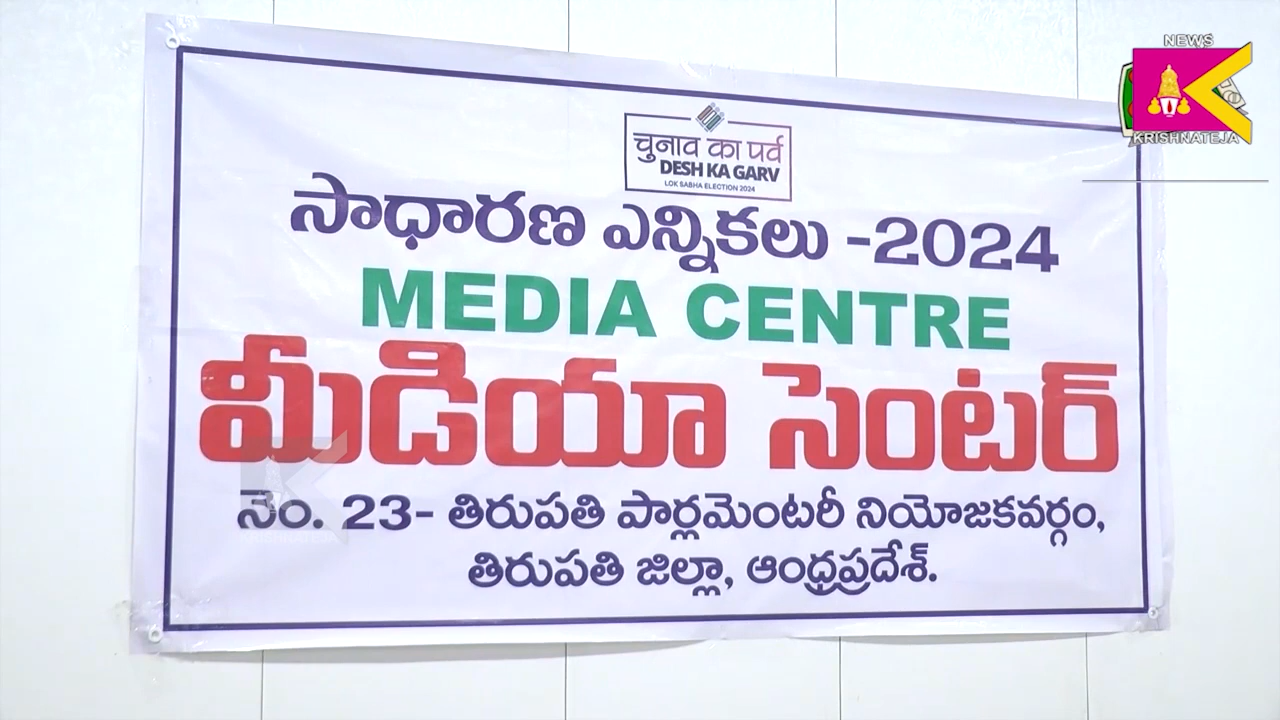 NEWS
KRISHNATEJA
चुनाव का पर्व
DESH KA GARV
LOK SABHA ELECTION 2024
సాధారణ ఎన్నికలు -2024
MEDIA CENTRE
మీడియా సెంటర్
నెం. 23- తిరుపతి పార్లమెంటరీ నియోజకవర్గం,
తిరుపతి జిల్లా, ఆంధ్రప్రదేశ్.